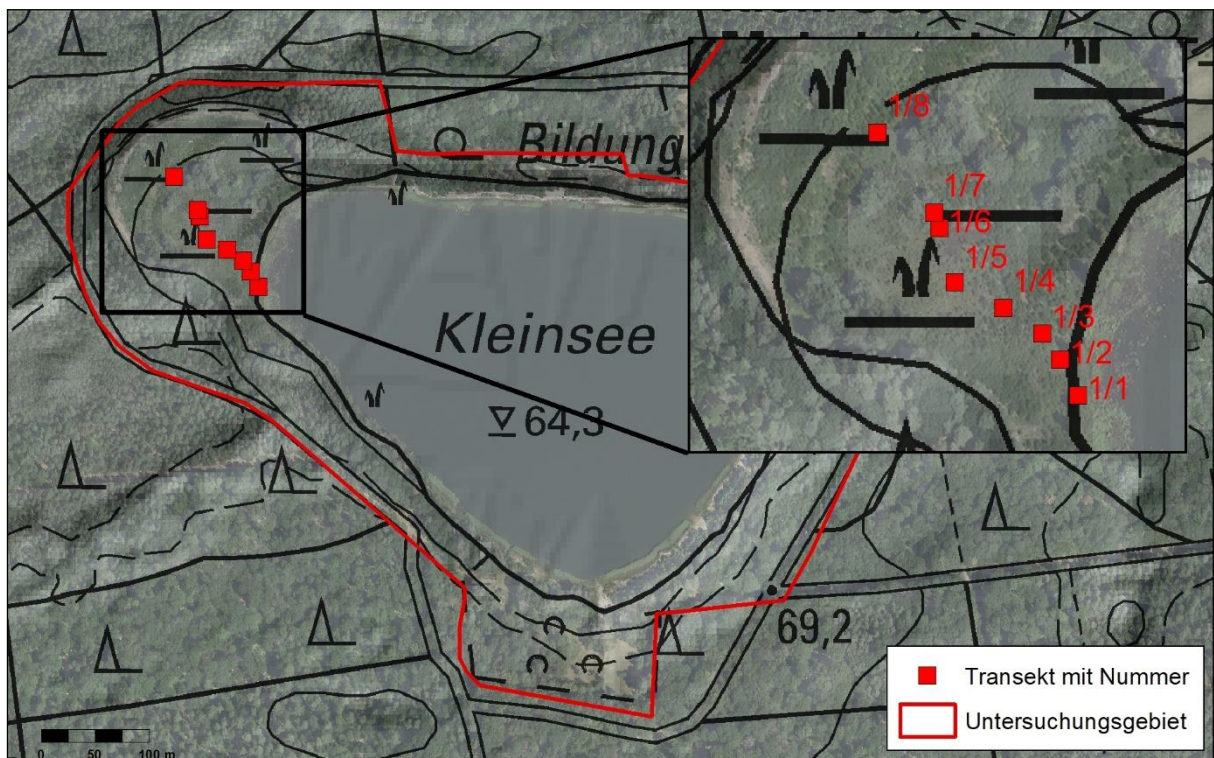 Bildung
Kleinsee
64,3
69,2
1/8
1/7
1/6
1/5
1/4
1/3
1/2
1/1
Transekt mit Nummer
Untersuchungsgebiet
0 50 100 m